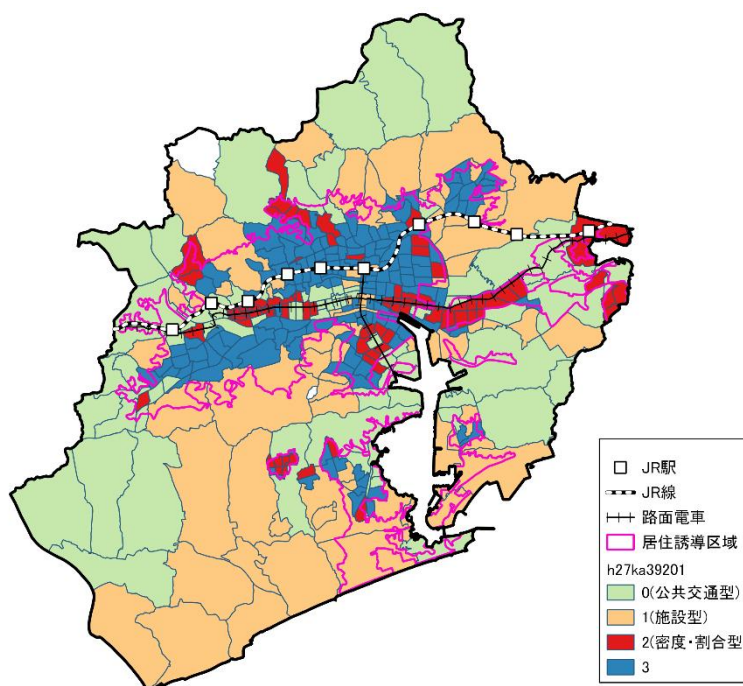 JR駅
JR線
路面電車
居住誘導区域
h27ka39201
0(公共交通型)
1(施設型)
2(密度・割合型
3